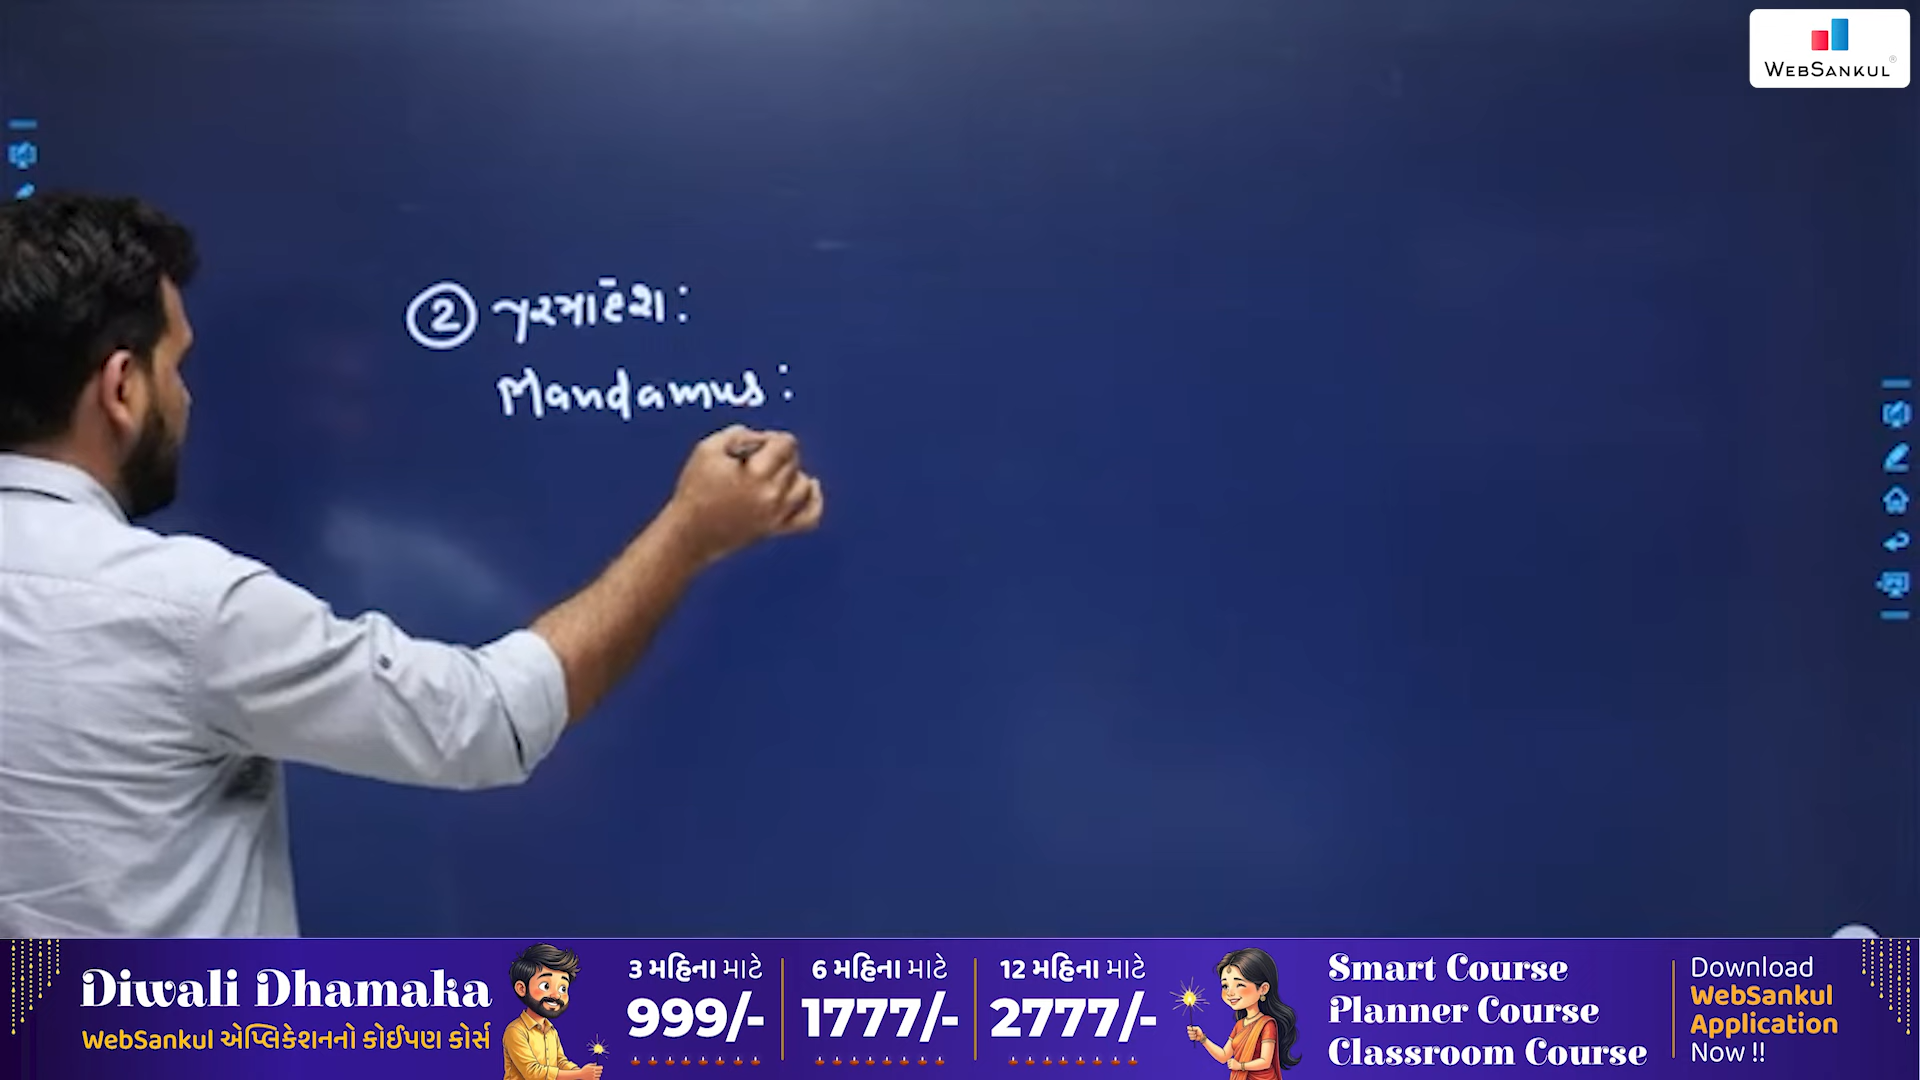 WEBSANKUL®
② પરમાદેશ :
Mandamus :
Diwali Dhamaka
WebSankul એપ્લિકેશનનો કોઈપણ કોર્સ
3 મહિના માટે
999/-
6 મહિના માટે
1777/-
12 મહિના માટે
2777/-
Smart Course
Planner Course
Classroom Course
Download
WebSankul
Application
Now !!